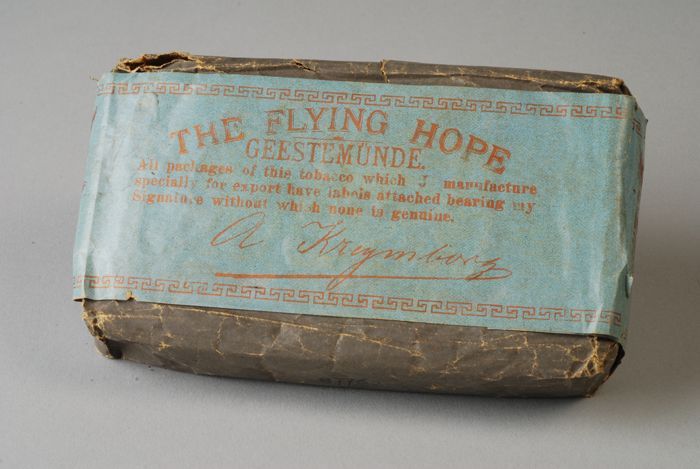 THE FLYING HOPE
GEESTEMÜNDE.
All packages of this tobacco which J manufacture
specially for export have labels attached bearing my
Signature without which none is genuine.
A Kreymborg